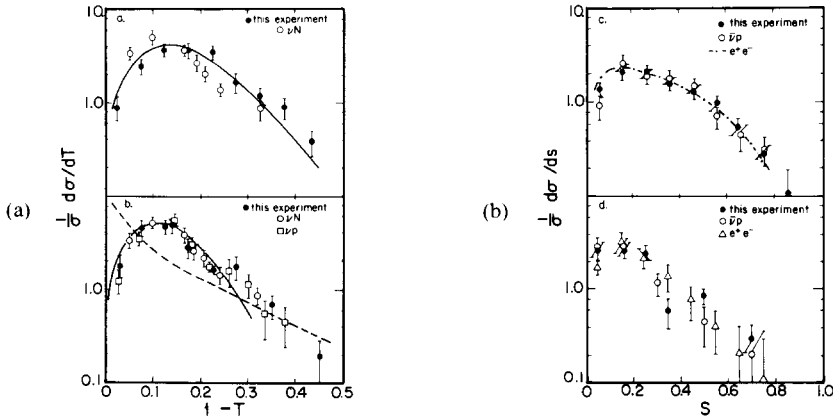 (a)
a.
this experiment
νN
10
1.0
1/σ dσ/dT
b.
this experiment
νN
νp
1.0
0.1
0 0.1 0.2 0.3 0.4 0.5
1-T
(b)
c.
this experiment
ν̄p
e⁺e⁻
10
1.0
1/σ dσ/ds
d.
this experiment
ν̄p
e⁺e⁻
1.0
0.1
0 0.2 0.4 0.6 0.8 1.0
S